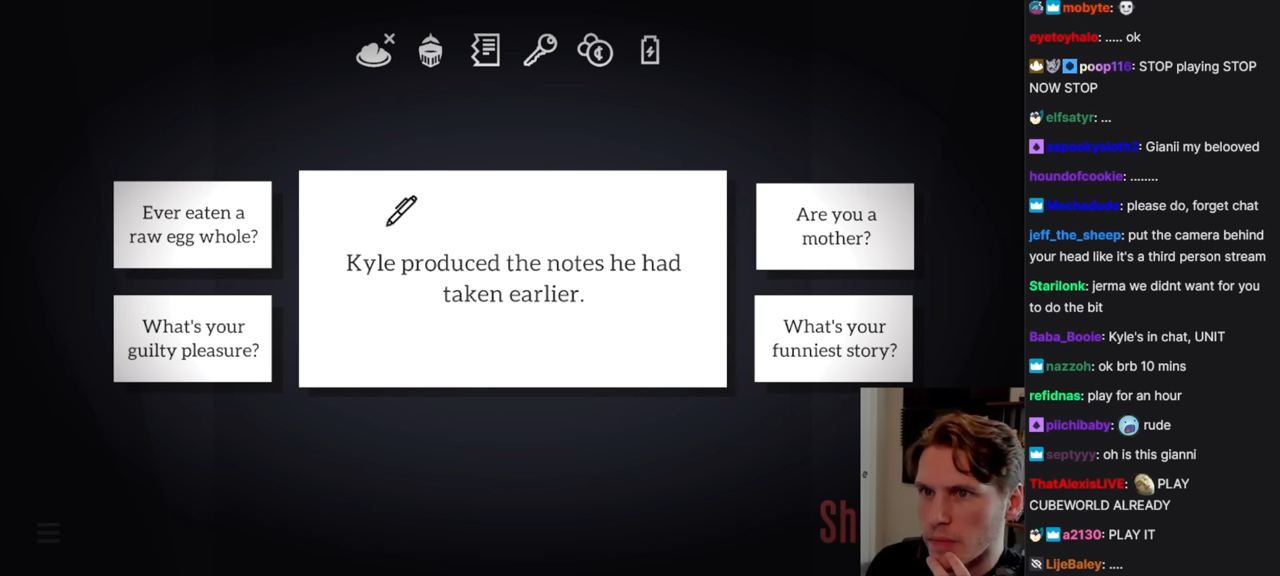 Ever eaten a
raw egg whole?
What's your
guilty pleasure?
Kyle produced the notes he had
taken earlier.
Are you a
mother?
What's your
funniest story?
Sh
mobyte:
eyetoyhalo: ..... ok
poop110: STOP playing STOP
NOW STOP
elfsatyr: ...
Gianii my belooved
houndofcookie: ........
Mechadude: please do, forget chat
jeff_the_sheep: put the camera behind
your head like it's a third person stream
Starilonk: jerma we didnt want for you
to do the bit
Baba_Booie: Kyle's in chat, UNIT
nazzoh: ok brb 10 mins
refidnas: play for an hour
piichibaby: rude
septyyy: oh is this gianni
ThatAlexisLIVE: PLAY
CUBEWORLD ALREADY
a2130: PLAY IT
LijeBaley: ....